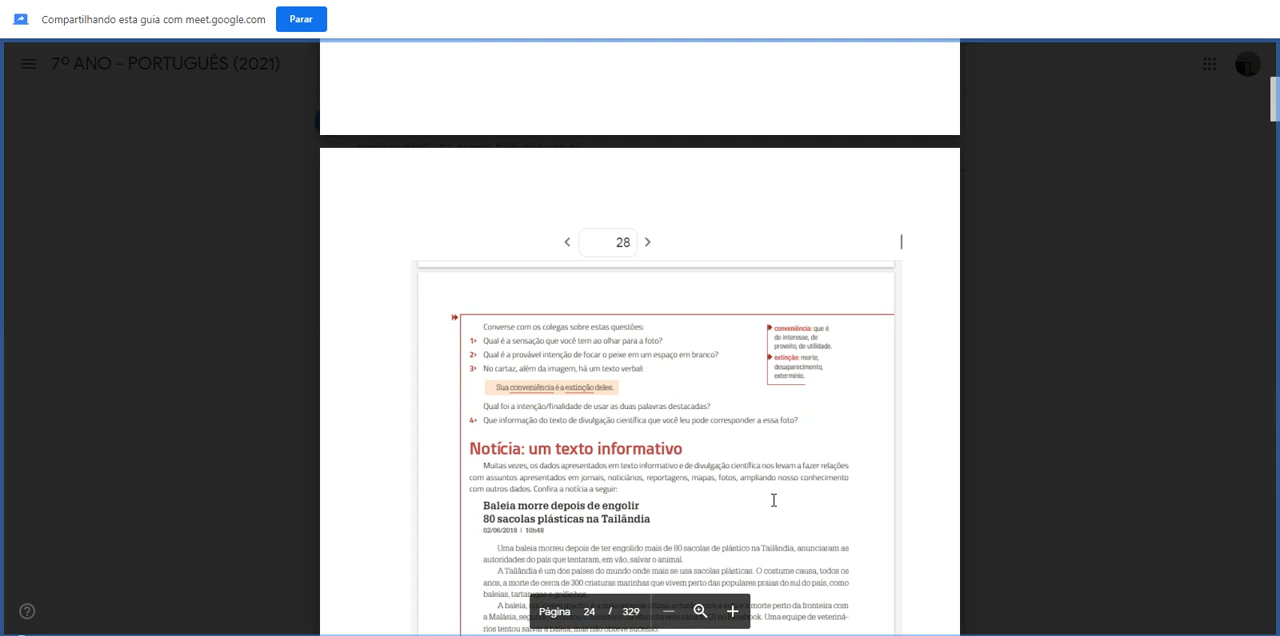 Compartilhando esta guia com meet.google.com
Parar
7º ANO - PORTUGUÊS (2021)
28
Converse com os colegas sobre estas questões:
1 Qual é a sensação que você tem ao olhar para a foto?
2 Qual é a provável intenção de focar o peixe em um espaço em branco?
3 No cartaz, além da imagem, há um texto verbal:
Sua conveniência é a extinção deles.
Qual foi a intenção/finalidade de usar as duas palavras destacadas?
4 Que informação do texto de divulgação científica que você leu pode corresponder a essa foto?
conveniência: que é
do interesse, de
proveito, de utilidade.
extinção: morte,
desaparecimento,
extermínio.
Notícia: um texto informativo
Muitas vezes, os dados apresentados em texto informativo e de divulgação científica nos levam a fazer relações
com assuntos apresentados em jornais, noticiários, reportagens, mapas, fotos, ampliando nosso conhecimento
com outros dados. Confira a notícia a seguir:
Baleia morre depois de engolir
80 sacolas plásticas na Tailândia
02/06/2018 | 10h48
Uma baleia morreu depois de ter engolido mais de 80 sacolas de plástico na Tailândia, anunciaram as
autoridades do país que tentaram, em vão, salvar o animal.
A Tailândia é um dos países do mundo onde mais se usa sacolas plásticas. O costume causa, todos os
anos, a morte de cerca de 300 criaturas marinhas que vivem perto das populares praias do sul do país, como
baleias, tartarugas e golfinhos.
A baleia, morte perto da fronteira com
a Malásia, Uma equipe de veteriná-
rios tentou salvar a baleia, mas não obteve sucesso.
Página 24 / 329